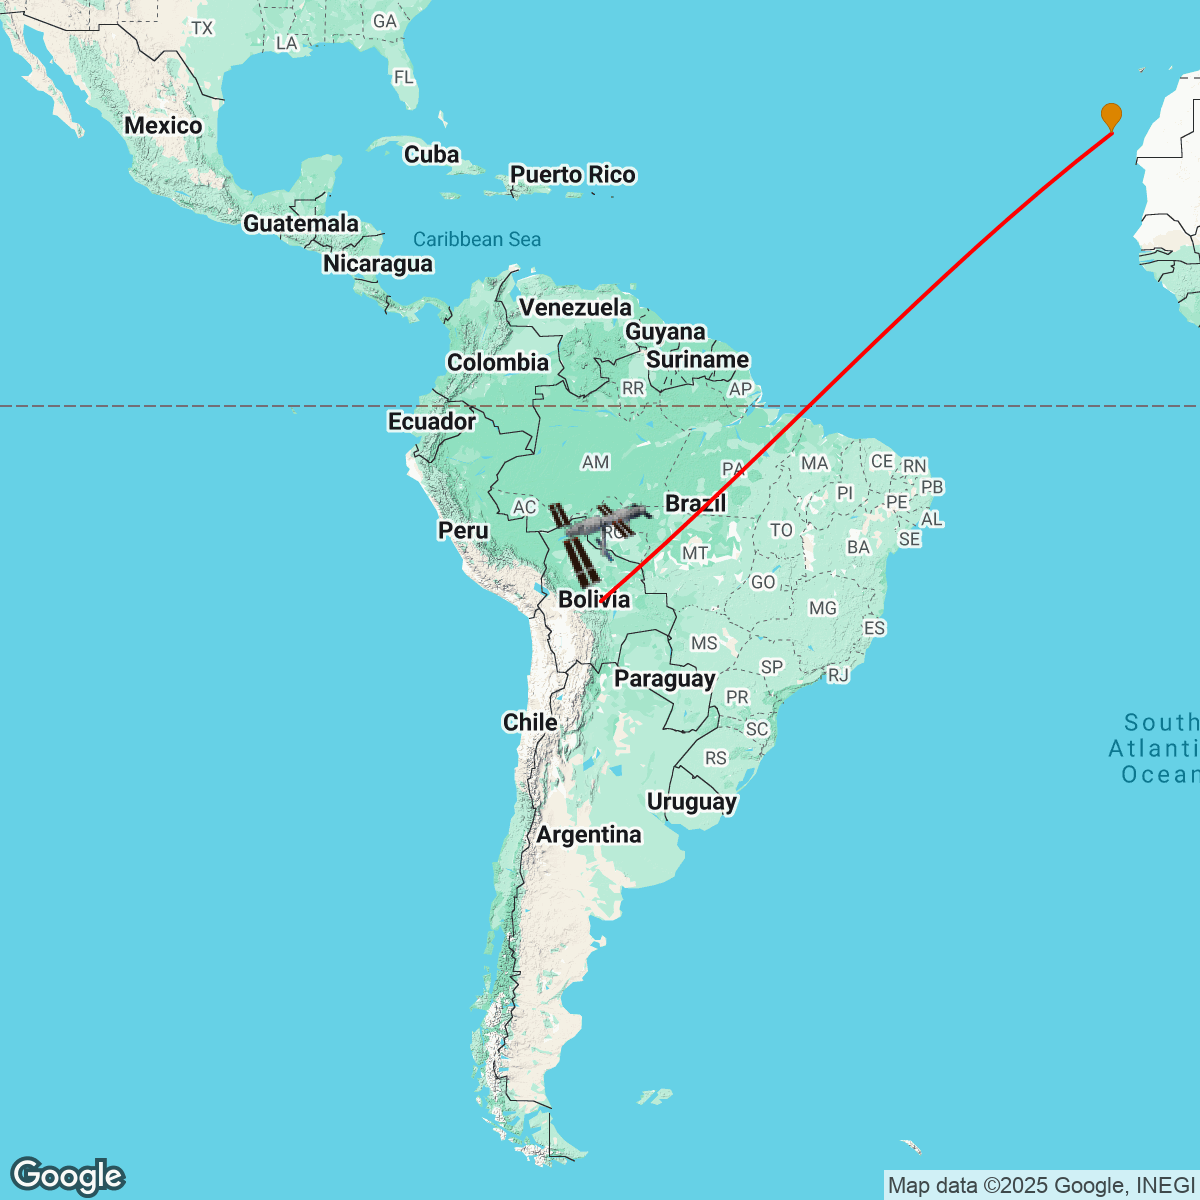 TX
GA
LA
FL
Mexico
Cuba
Puerto Rico
Guatemala
Caribbean Sea
Nicaragua
Venezuela
Guyana
Suriname
Colombia
RR
AP
Ecuador
AM
PA
MA
CE
RN
PI
PB
PE
AC
Brazil
AL
Peru
TO
SE
BA
MT
GO
Bolivia
MG
ES
MS
SP
Paraguay
RJ
PR
Chile
SC
South
Atlanti
Ocean
RS
Uruguay
Argentina
Google
Map data ©2025 Google, INEGI